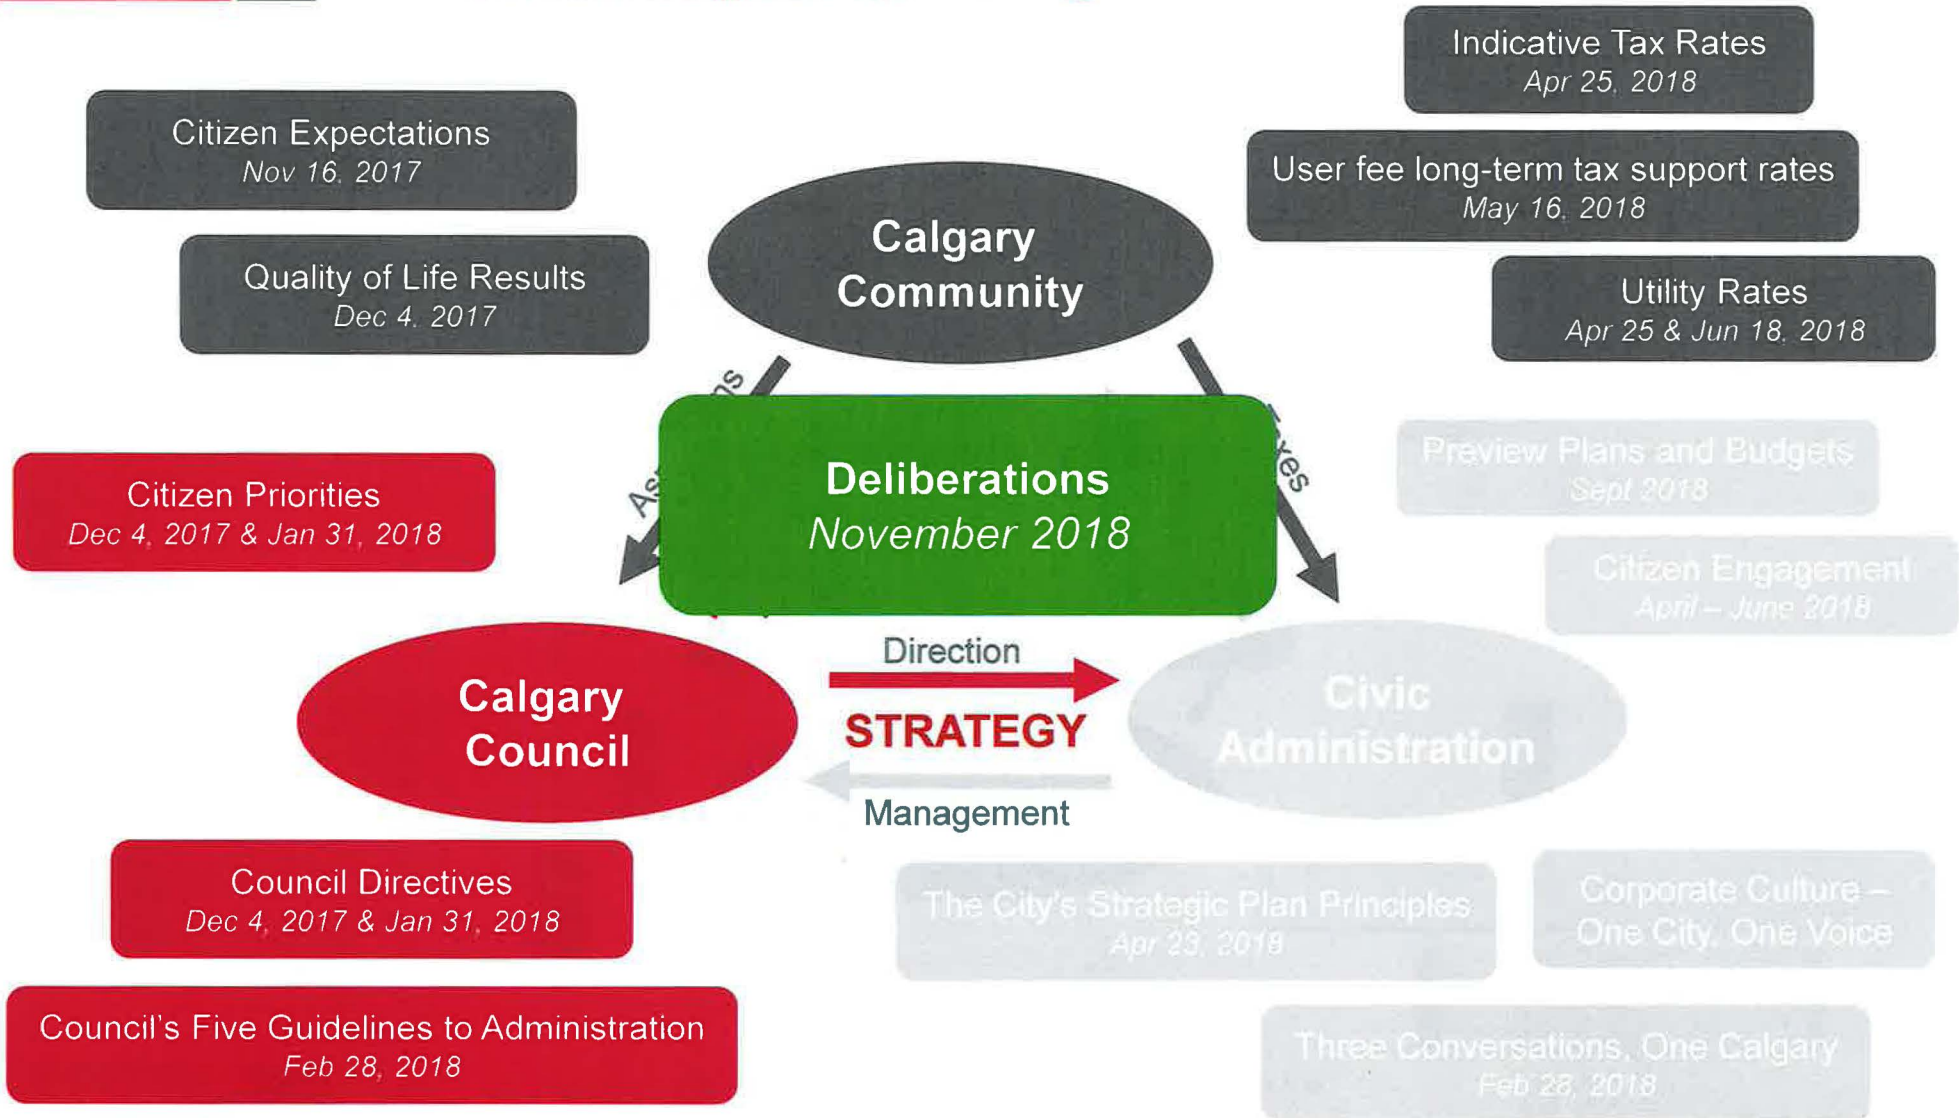 Indicative Tax Rates
Apr 25, 2018
Citizen Expectations
Nov 16, 2017
User fee long-term tax support rates
May 16, 2018
Calgary
Community
Quality of Life Results
Dec 4, 2017
Utility Rates
Apr 25 & Jun 18, 2018
Citizen Priorities
Dec 4, 2017 & Jan 31, 2018
Deliberations
November 2018
Preview Plans and Budgets
Sept 2018
Citizen Engagement
April – June 2018
Calgary
Council
Direction
STRATEGY
Management
Civic
Administration
Council Directives
Dec 4, 2017 & Jan 31, 2018
The City's Strategic Plan Principles
Apr 23, 2018
Corporate Culture –
One City, One Voice
Council's Five Guidelines to Administration
Feb 28, 2018
Three Conversations, One Calgary
Feb 28, 2018